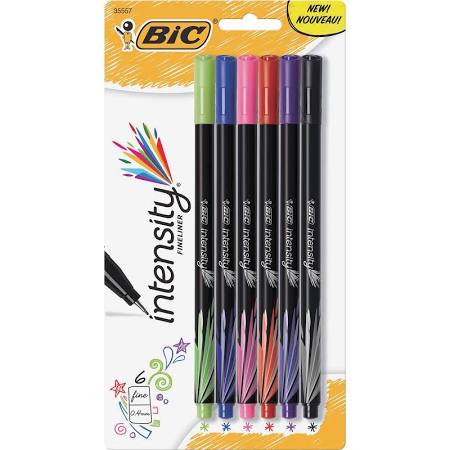 35557
BIC
NEW!
NOUVEAU!
intensity
FINELINER
6
fine
0.4mm
BIC intensity
BIC intensity
BIC intensity
BIC intensity
BIC intensity
BIC intensity